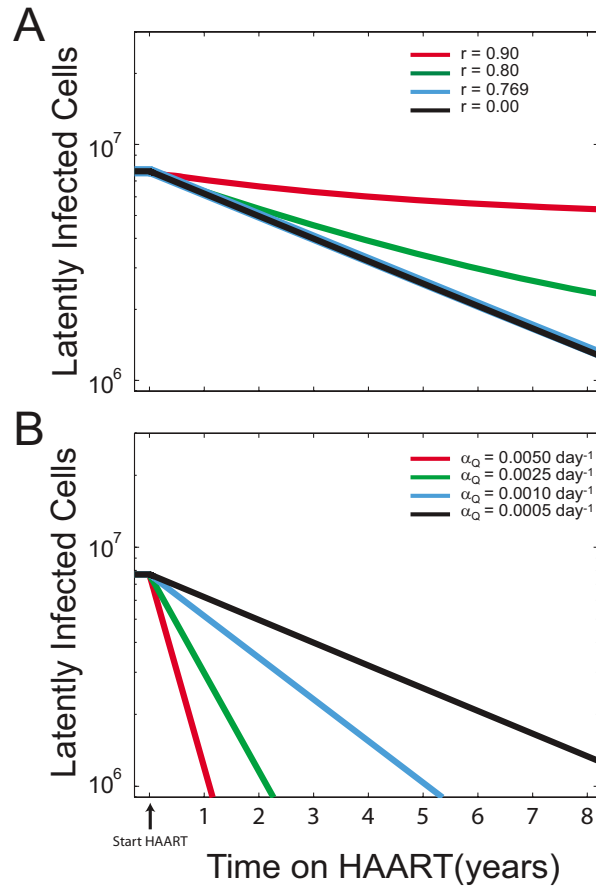 A
Latently Infected Cells
10⁷
10⁶
r = 0.90
r = 0.80
r = 0.769
r = 0.00
B
Latently Infected Cells
10⁷
10⁶
α_Q = 0.0050 day⁻¹
α_Q = 0.0025 day⁻¹
α_Q = 0.0010 day⁻¹
α_Q = 0.0005 day⁻¹
1 2 3 4 5 6 7 8
Start HAART
Time on HAART(years)